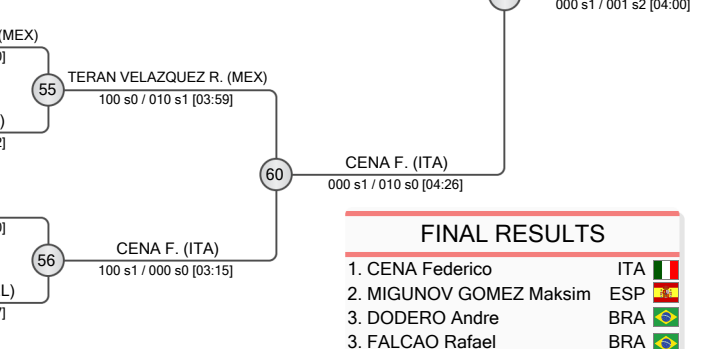 000 s1 / 001 s2 [04:00]
(MEX)
55
TERAN VELAZQUEZ R. (MEX)
100 s0 / 010 s1 [03:59]
60
CENA F. (ITA)
000 s1 / 010 s0 [04:26]
56
CENA F. (ITA)
100 s1 / 000 s0 [03:15]
L)
FINAL RESULTS
1. CENA Federico ITA
2. MIGUNOV GOMEZ Maksim ESP
3. DODERO Andre BRA
3. FALCAO Rafael BRA